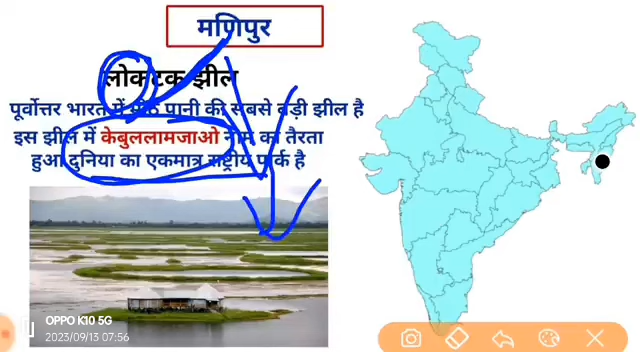 मणिपुर
लोकटक झील
पूर्वोत्तर भारत में मीठे पानी की सबसे बड़ी झील है
इस झील में केबुललामजाओ नाम का तैरता
हुआ दुनिया का एकमात्र राष्ट्रीय पार्क है
OPPO K10 5G
2023/09/13 07:56